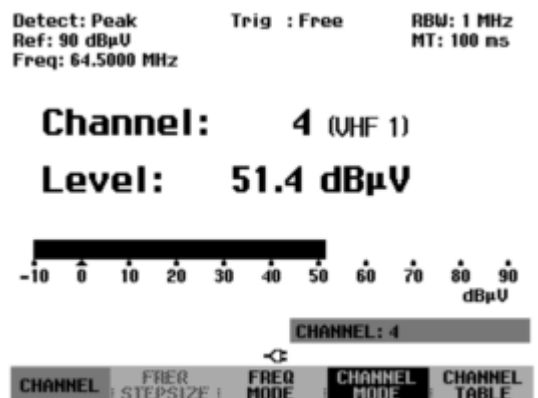 Detect: Peak Trig : Free RBW: 1 MHz
Ref: 90 dBµV MT: 100 ms
Freq: 64.5000 MHz
Channel: 4 (VHF 1)
Level: 51.4 dBµV
-10 0 10 20 30 40 50 60 70 80 90
dBµV
CHANNEL: 4
CHANNEL FREQ STEPSIZE FREQ MODE CHANNEL MODE CHANNEL TABLE